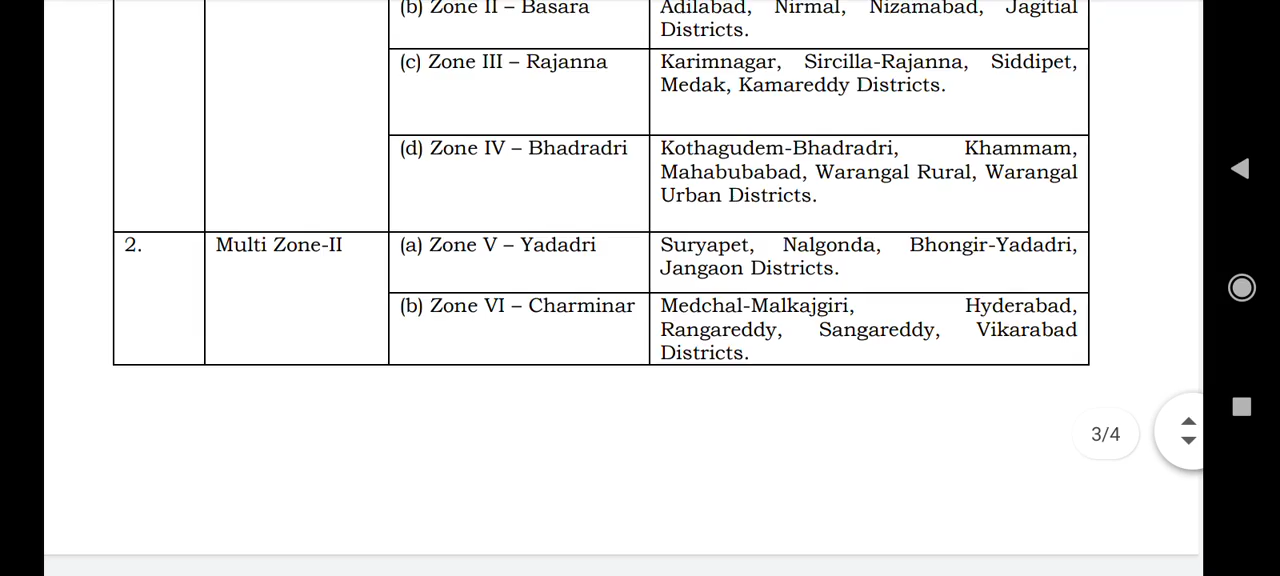 (b) Zone II – Basara
Adilabad, Nirmal, Nizamabad, Jagitial
Districts.
(c) Zone III – Rajanna
Karimnagar, Sircilla-Rajanna, Siddipet,
Medak, Kamareddy Districts.
(d) Zone IV – Bhadradri
Kothagudem-Bhadradri, Khammam,
Mahabubabad, Warangal Rural, Warangal
Urban Districts.
2.
Multi Zone-II
(a) Zone V – Yadadri
Suryapet, Nalgonda, Bhongir-Yadadri,
Jangaon Districts.
(b) Zone VI – Charminar
Medchal-Malkajgiri, Hyderabad,
Rangareddy, Sangareddy, Vikarabad
Districts.
3/4